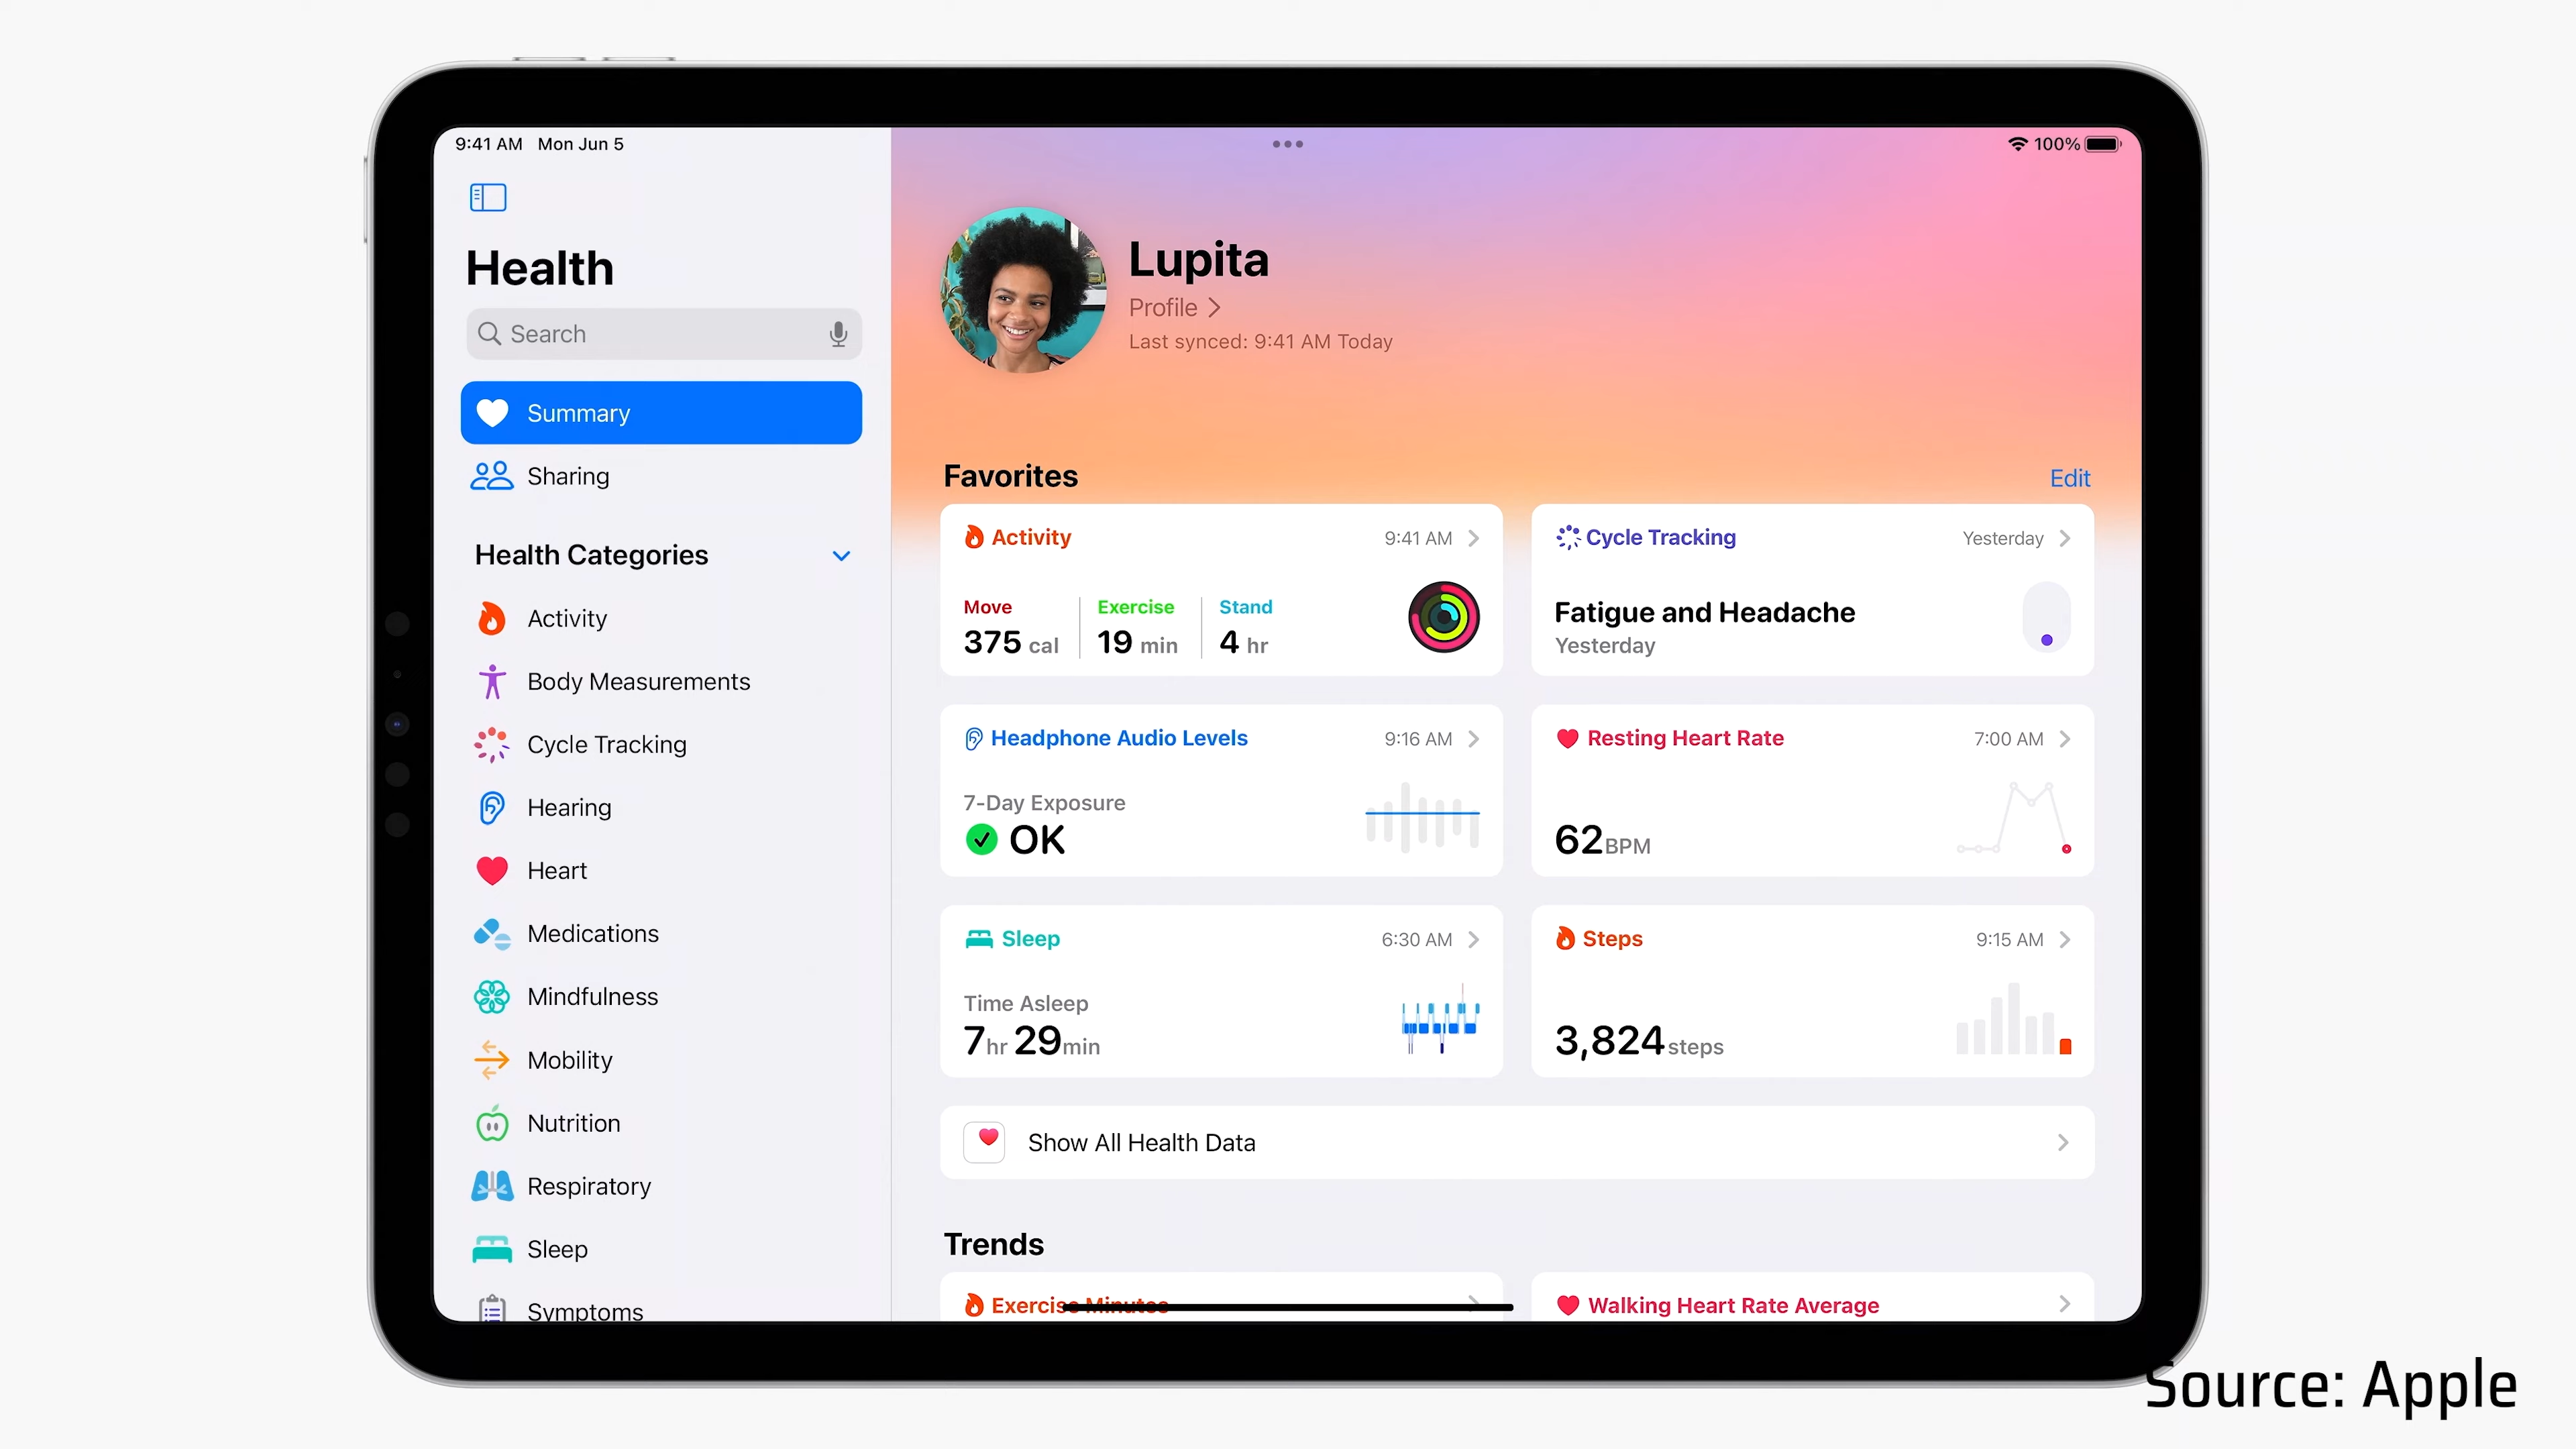 9:41 AM Mon Jun 5
100%
Health
Search
Summary
Sharing
Health Categories
Activity
Body Measurements
Cycle Tracking
Hearing
Heart
Medications
Mindfulness
Mobility
Nutrition
Respiratory
Sleep
Symptoms
Lupita
Profile
Last synced: 9:41 AM Today
Favorites
Edit
Activity 9:41 AM
Move Exercise Stand
375 cal 19 min 4 hr
Cycle Tracking Yesterday
Fatigue and Headache
Yesterday
Headphone Audio Levels 9:16 AM
7-Day Exposure
OK
Resting Heart Rate 7:00 AM
62 BPM
Sleep 6:30 AM
Time Asleep
7 hr 29 min
Steps 9:15 AM
3,824 steps
Show All Health Data
Trends
Exercise Minutes
Walking Heart Rate Average
Source: Apple